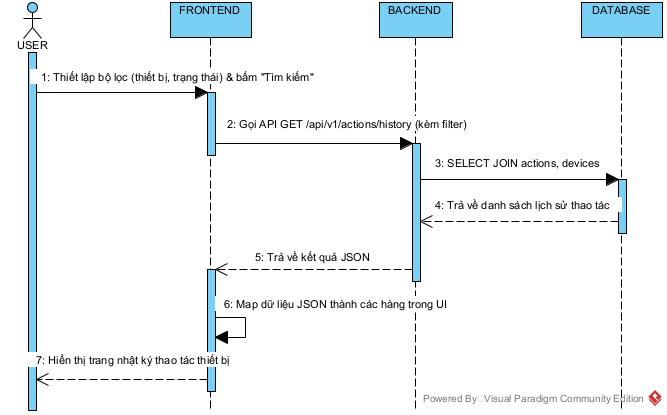 FRONTEND
BACKEND
DATABASE
USER
1: Thiết lập bộ lọc (thiết bị, trạng thái) & bấm "Tìm kiếm"
2: Gọi API GET /api/v1/actions/history (kèm filter)
3: SELECT JOIN actions, devices
4: Trả về danh sách lịch sử thao tác
5: Trả về kết quả JSON
6: Map dữ liệu JSON thành các hàng trong UI
7: Hiển thị trang nhật ký thao tác thiết bị
Powered By Visual Paradigm Community Edition